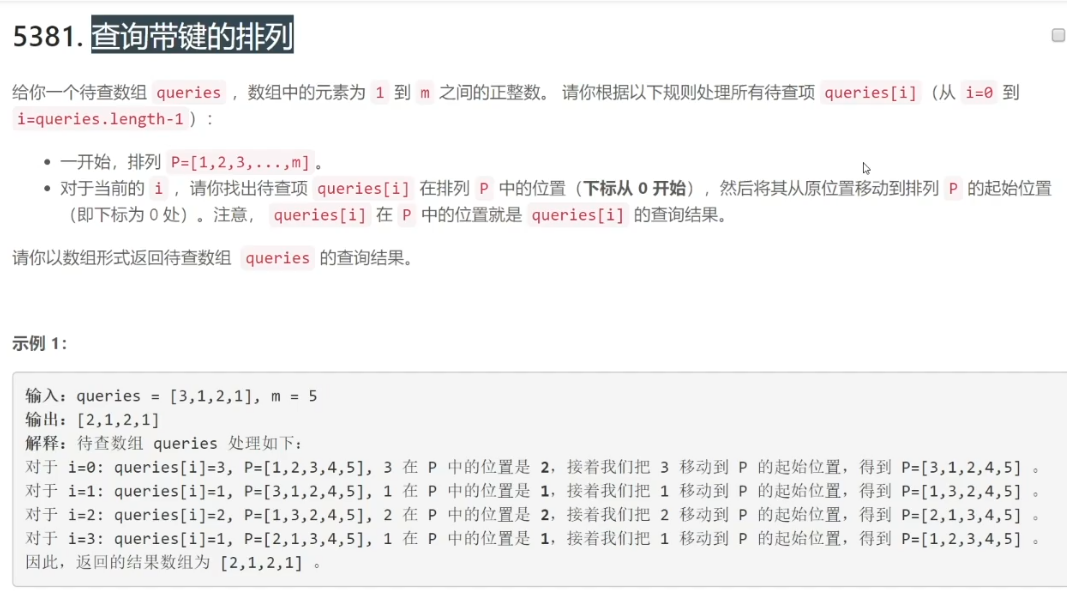 5381. 查询带键的排列
给你一个待查数组 queries ，数组中的元素为 1 到 m 之间的正整数。 请你根据以下规则处理所有待查项 queries[i] （从 i=0 到
i=queries.length-1 ）：
• 一开始，排列 P=[1,2,3,...,m] 。
• 对于当前的 i ，请你找出待查项 queries[i] 在排列 P 中的位置（下标从 0 开始），然后将其从原位置移动到排列 P 的起始位置
（即下标为 0 处）。注意， queries[i] 在 P 中的位置就是 queries[i] 的查询结果。
请你以数组形式返回待查数组 queries 的查询结果。
示例 1：
输入：queries = [3,1,2,1], m = 5
输出：[2,1,2,1]
解释：待查数组 queries 处理如下：
对于 i=0: queries[i]=3, P=[1,2,3,4,5], 3 在 P 中的位置是 2，接着我们把 3 移动到 P 的起始位置，得到 P=[3,1,2,4,5] 。
对于 i=1: queries[i]=1, P=[3,1,2,4,5], 1 在 P 中的位置是 1，接着我们把 1 移动到 P 的起始位置，得到 P=[1,3,2,4,5] 。
对于 i=2: queries[i]=2, P=[1,3,2,4,5], 2 在 P 中的位置是 2，接着我们把 2 移动到 P 的起始位置，得到 P=[2,1,3,4,5] 。
对于 i=3: queries[i]=1, P=[2,1,3,4,5], 1 在 P 中的位置是 1，接着我们把 1 移动到 P 的起始位置，得到 P=[1,2,3,4,5] 。
因此，返回的结果数组为 [2,1,2,1] 。